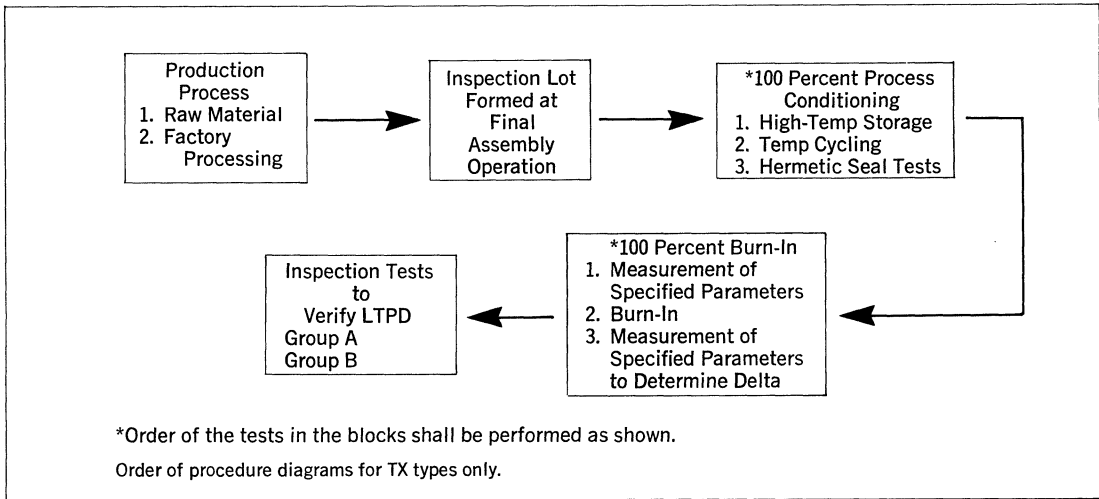 Production
Process
1. Raw Material
2. Factory
Processing
Inspection Lot
Formed at
Final
Assembly
Operation
*100 Percent Process
Conditioning
1. High-Temp Storage
2. Temp Cycling
3. Hermetic Seal Tests
*100 Percent Burn-In
1. Measurement of
Specified Parameters
2. Burn-In
3. Measurement of
Specified Parameters
to Determine Delta
Inspection Tests
to
Verify LTPD
Group A
Group B
*Order of the tests in the blocks shall be performed as shown.
Order of procedure diagrams for TX types only.